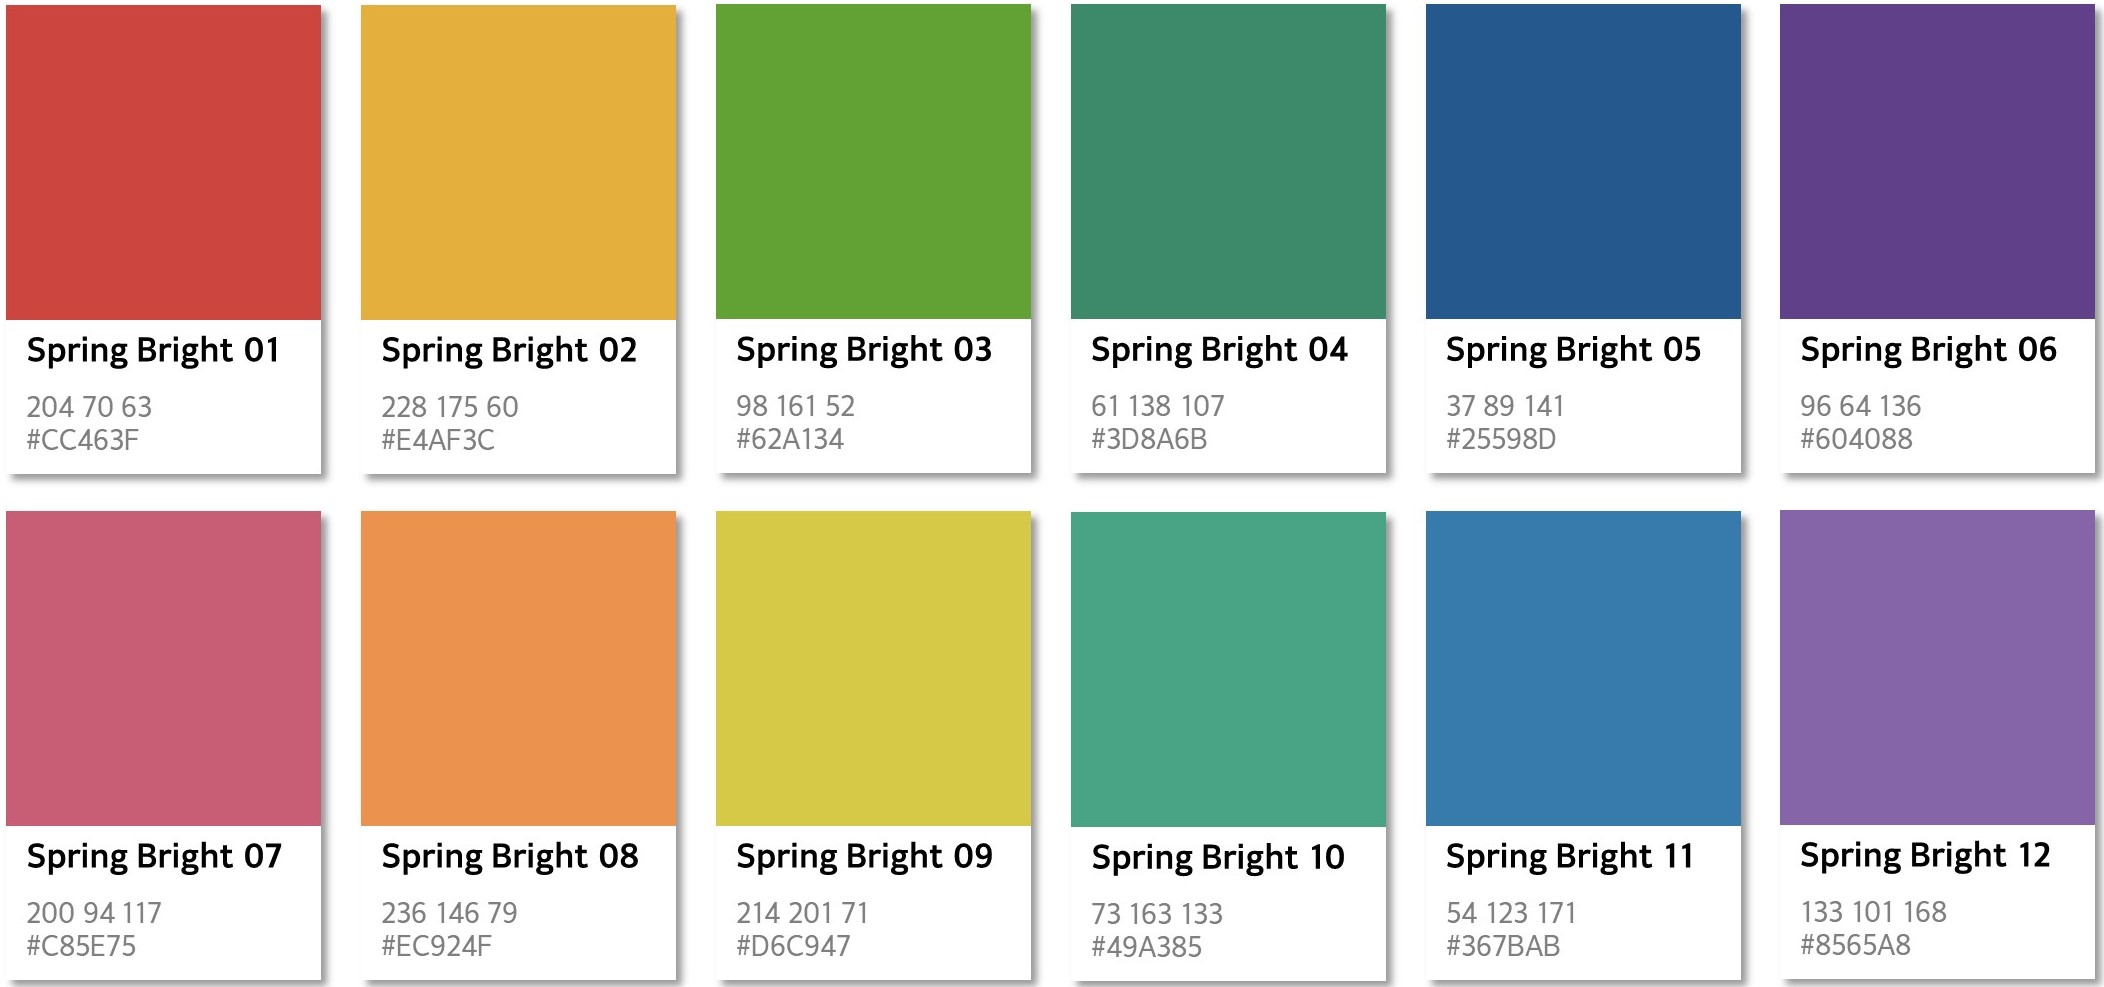 Spring Bright 01
204 70 63
#CC463F
Spring Bright 02
228 175 60
#E4AF3C
Spring Bright 03
98 161 52
#62A134
Spring Bright 04
61 138 107
#3D8A6B
Spring Bright 05
37 89 141
#25598D
Spring Bright 06
96 64 136
#604088
Spring Bright 07
200 94 117
#C85E75
Spring Bright 08
236 146 79
#EC924F
Spring Bright 09
214 201 71
#D6C947
Spring Bright 10
73 163 133
#49A385
Spring Bright 11
54 123 171
#367BAB
Spring Bright 12
133 101 168
#8565A8